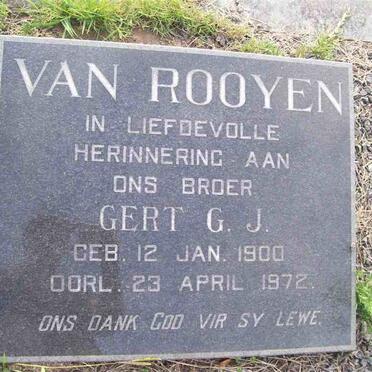 VAN ROOYEN
IN LIEFDEVOLLE
HERINNERING AAN
ONS BROER
GERT G. J.
GEB. 12 JAN. 1900
OORL. 23 APRIL 1972.
ONS DANK GOD VIR SY LEWE.